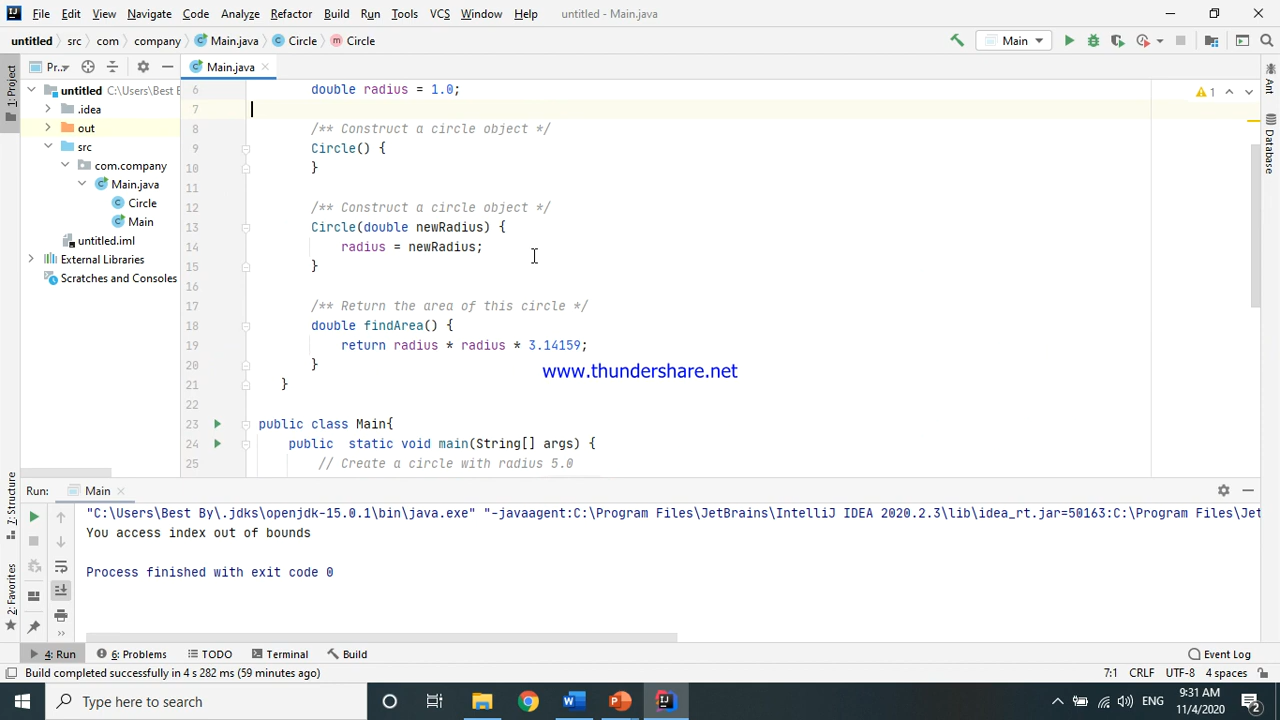 File Edit View Navigate Code Analyze Refactor Build Run Tools VCS Window Help untitled - Main.java
untitled src com company Main.java Circle Circle Main
1: Project Pr... Main.java
untitled C:\Users\Best B
.idea
out
src
com.company
Main.java
Circle
Main
untitled.iml
External Libraries
Scratches and Consoles
6 double radius = 1.0;
7
8 /** Construct a circle object */
9 Circle() {
10 }
11
12 /** Construct a circle object */
13 Circle(double newRadius) {
14 radius = newRadius;
15 }
16
17 /** Return the area of this circle */
18 double findArea() {
19 return radius * radius * 3.14159;
20 }
21 }
22
23 public class Main{
24 public static void main(String[] args) {
25 // Create a circle with radius 5.0
1
Ant
Database
www.thundershare.net
7: Structure
2: Favorites
Run: Main
"C:\Users\Best By\.jdks\openjdk-15.0.1\bin\java.exe" "-javaagent:C:\Program Files\JetBrains\IntelliJ IDEA 2020.2.3\lib\idea_rt.jar=50163:C:\Program Files\Jet
You access index out of bounds
Process finished with exit code 0
4: Run 6: Problems TODO Terminal Build Event Log
Build completed successfully in 4 s 282 ms (59 minutes ago) 7:1 CRLF UTF-8 4 spaces
Type here to search ENG 9:31 AM
11/4/2020 2